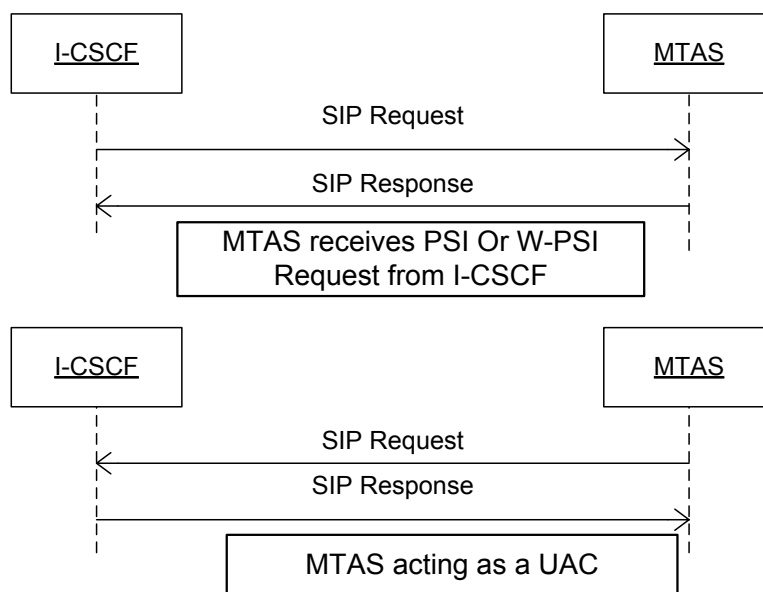 I-CSCF
MTAS
SIP Request
SIP Response
MTAS receives PSI Or W-PSI
Request from I-CSCF
I-CSCF
MTAS
SIP Request
SIP Response
MTAS acting as a UAC